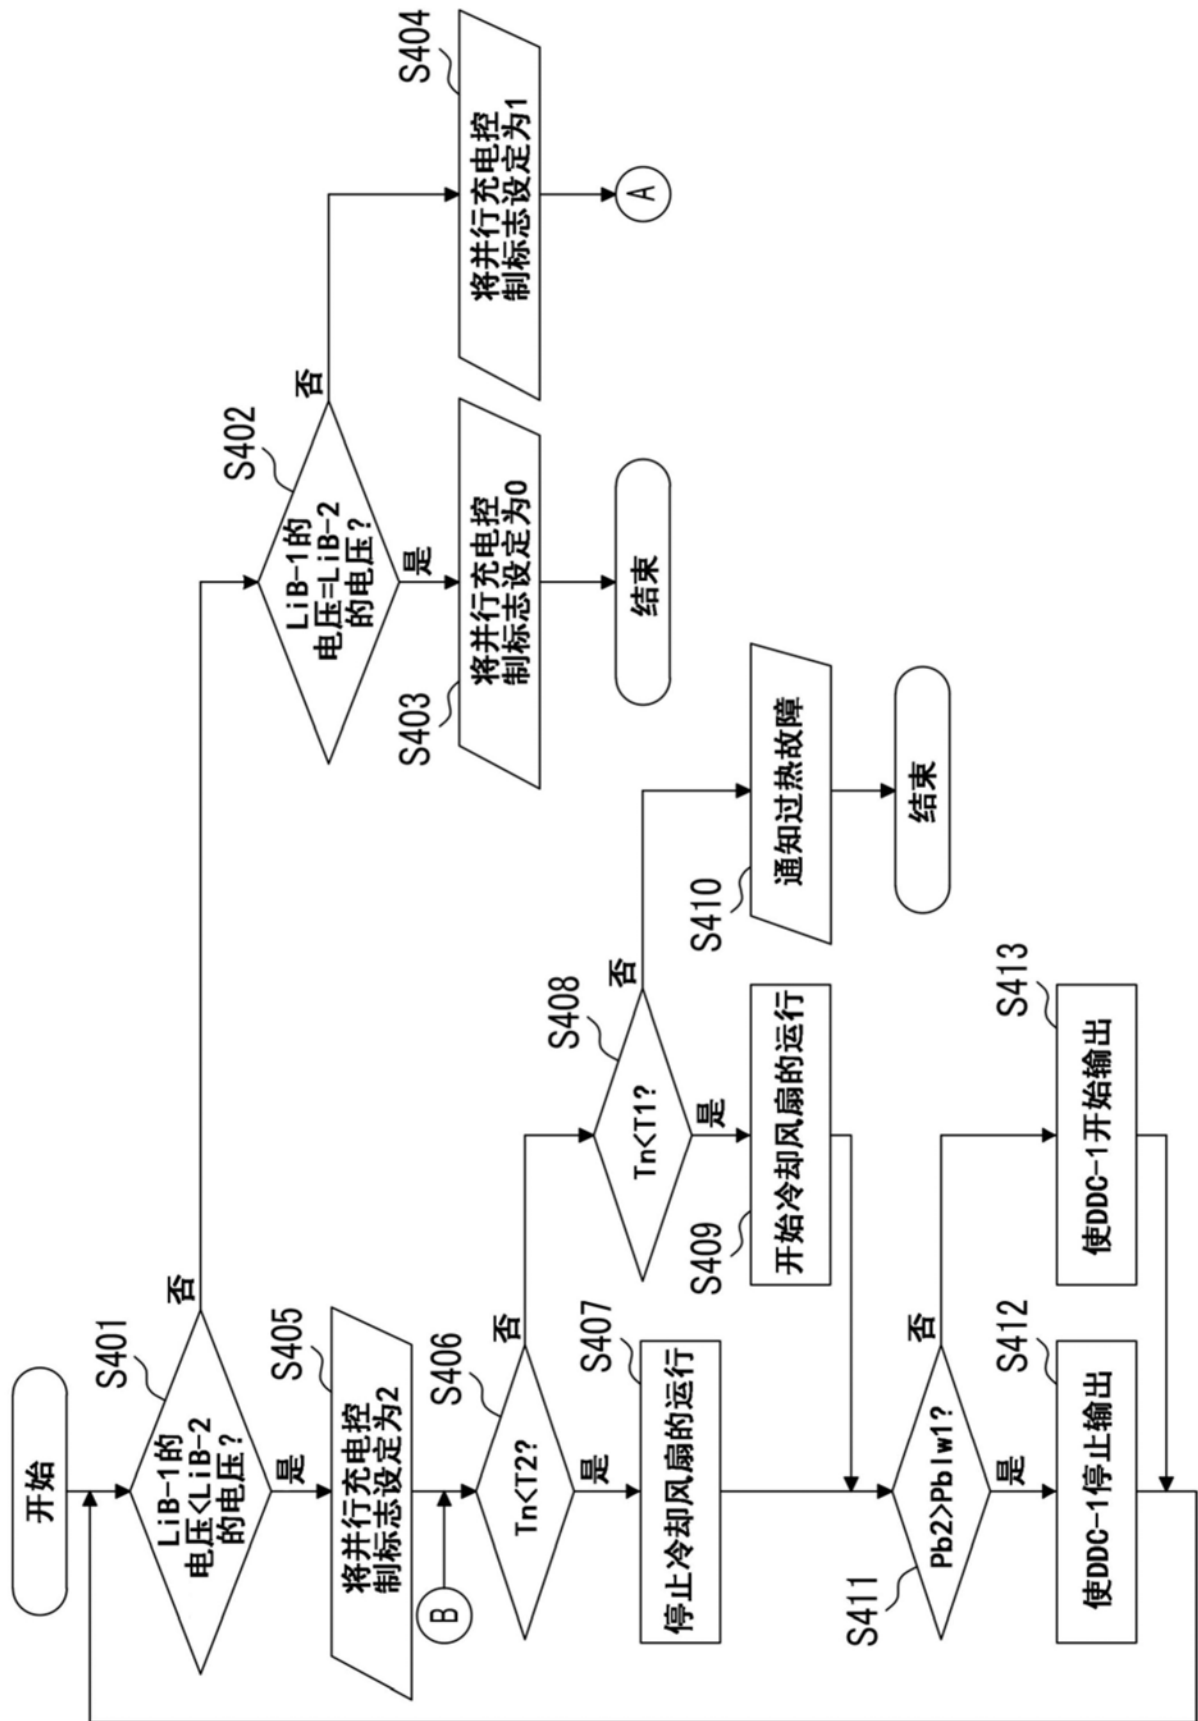 开始
S401
LiB-1的
电压<LiB-2
的电压?
否
是
S402
LiB-1的
电压=LiB-2
的电压?
否
是
S403
将并行充电控
制标志设定为0
结束
S404
将并行充电控
制标志设定为1
A
S405
将并行充电控
制标志设定为2
B
S406
Tn<T2?
否
是
S407
停止冷却风扇的运行
S408
Tn<T1?
否
是
S409
开始冷却风扇的运行
S410
通知过热故障
结束
S411
Pb2>Pblw1?
否
是
S412
使DDC-1停止输出
S413
使DDC-1开始输出